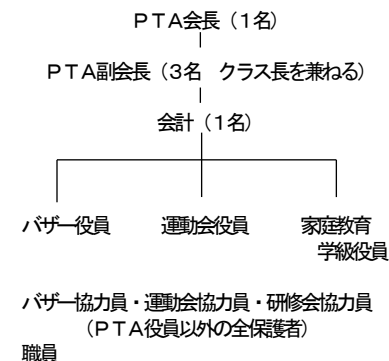 ＰＴＡ会長（１名）
ＰＴＡ副会長（３名　クラス長を兼ねる）
会計（１名）
バザー役員　運動会役員　家庭教育
学級役員
バザー協力員・運動会協力員・研修会協力員
（ＰＴＡ役員以外の全保護者）
職員